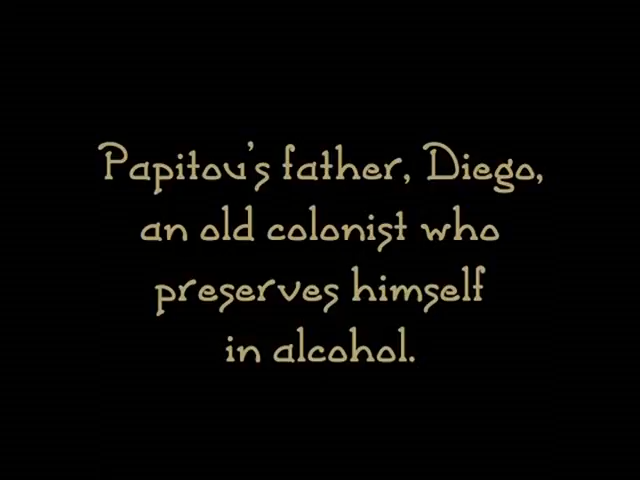 Papitou's father, Diego,
an old colonist who
preserves himself
in alcohol.